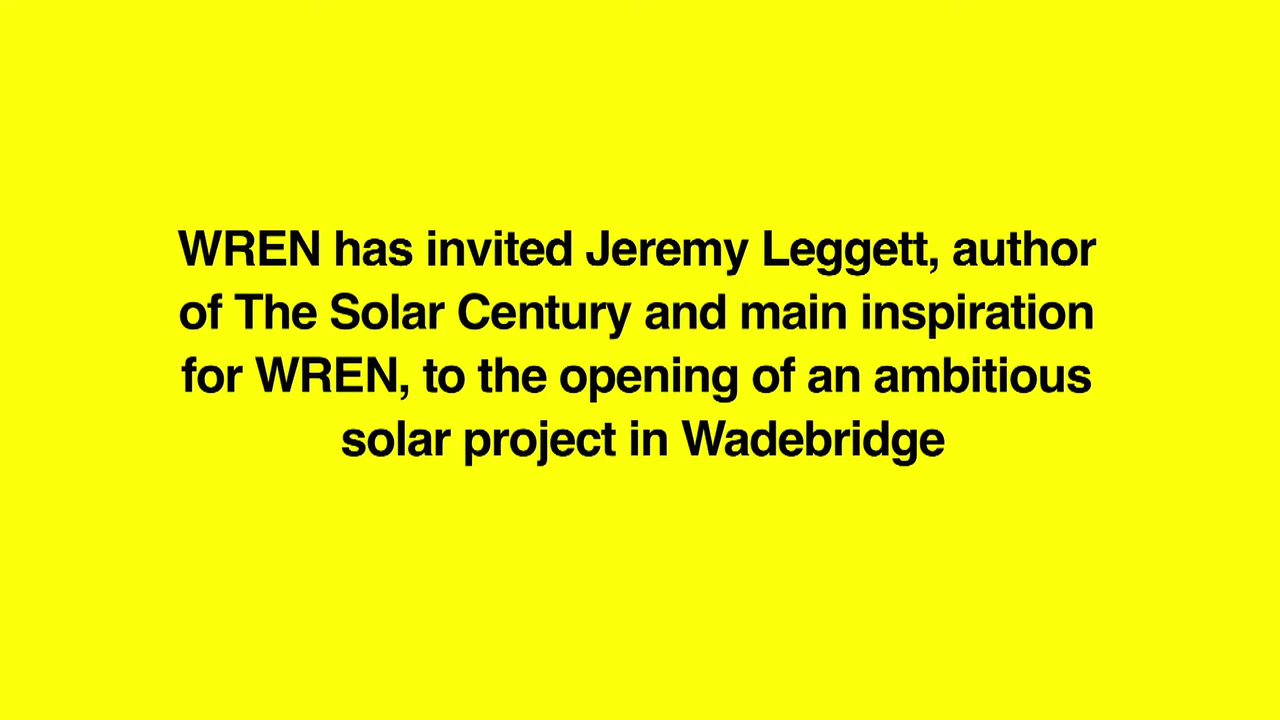 WREN has invited Jeremy Leggett, author
of The Solar Century and main inspiration
for WREN, to the opening of an ambitious
solar project in Wadebridge